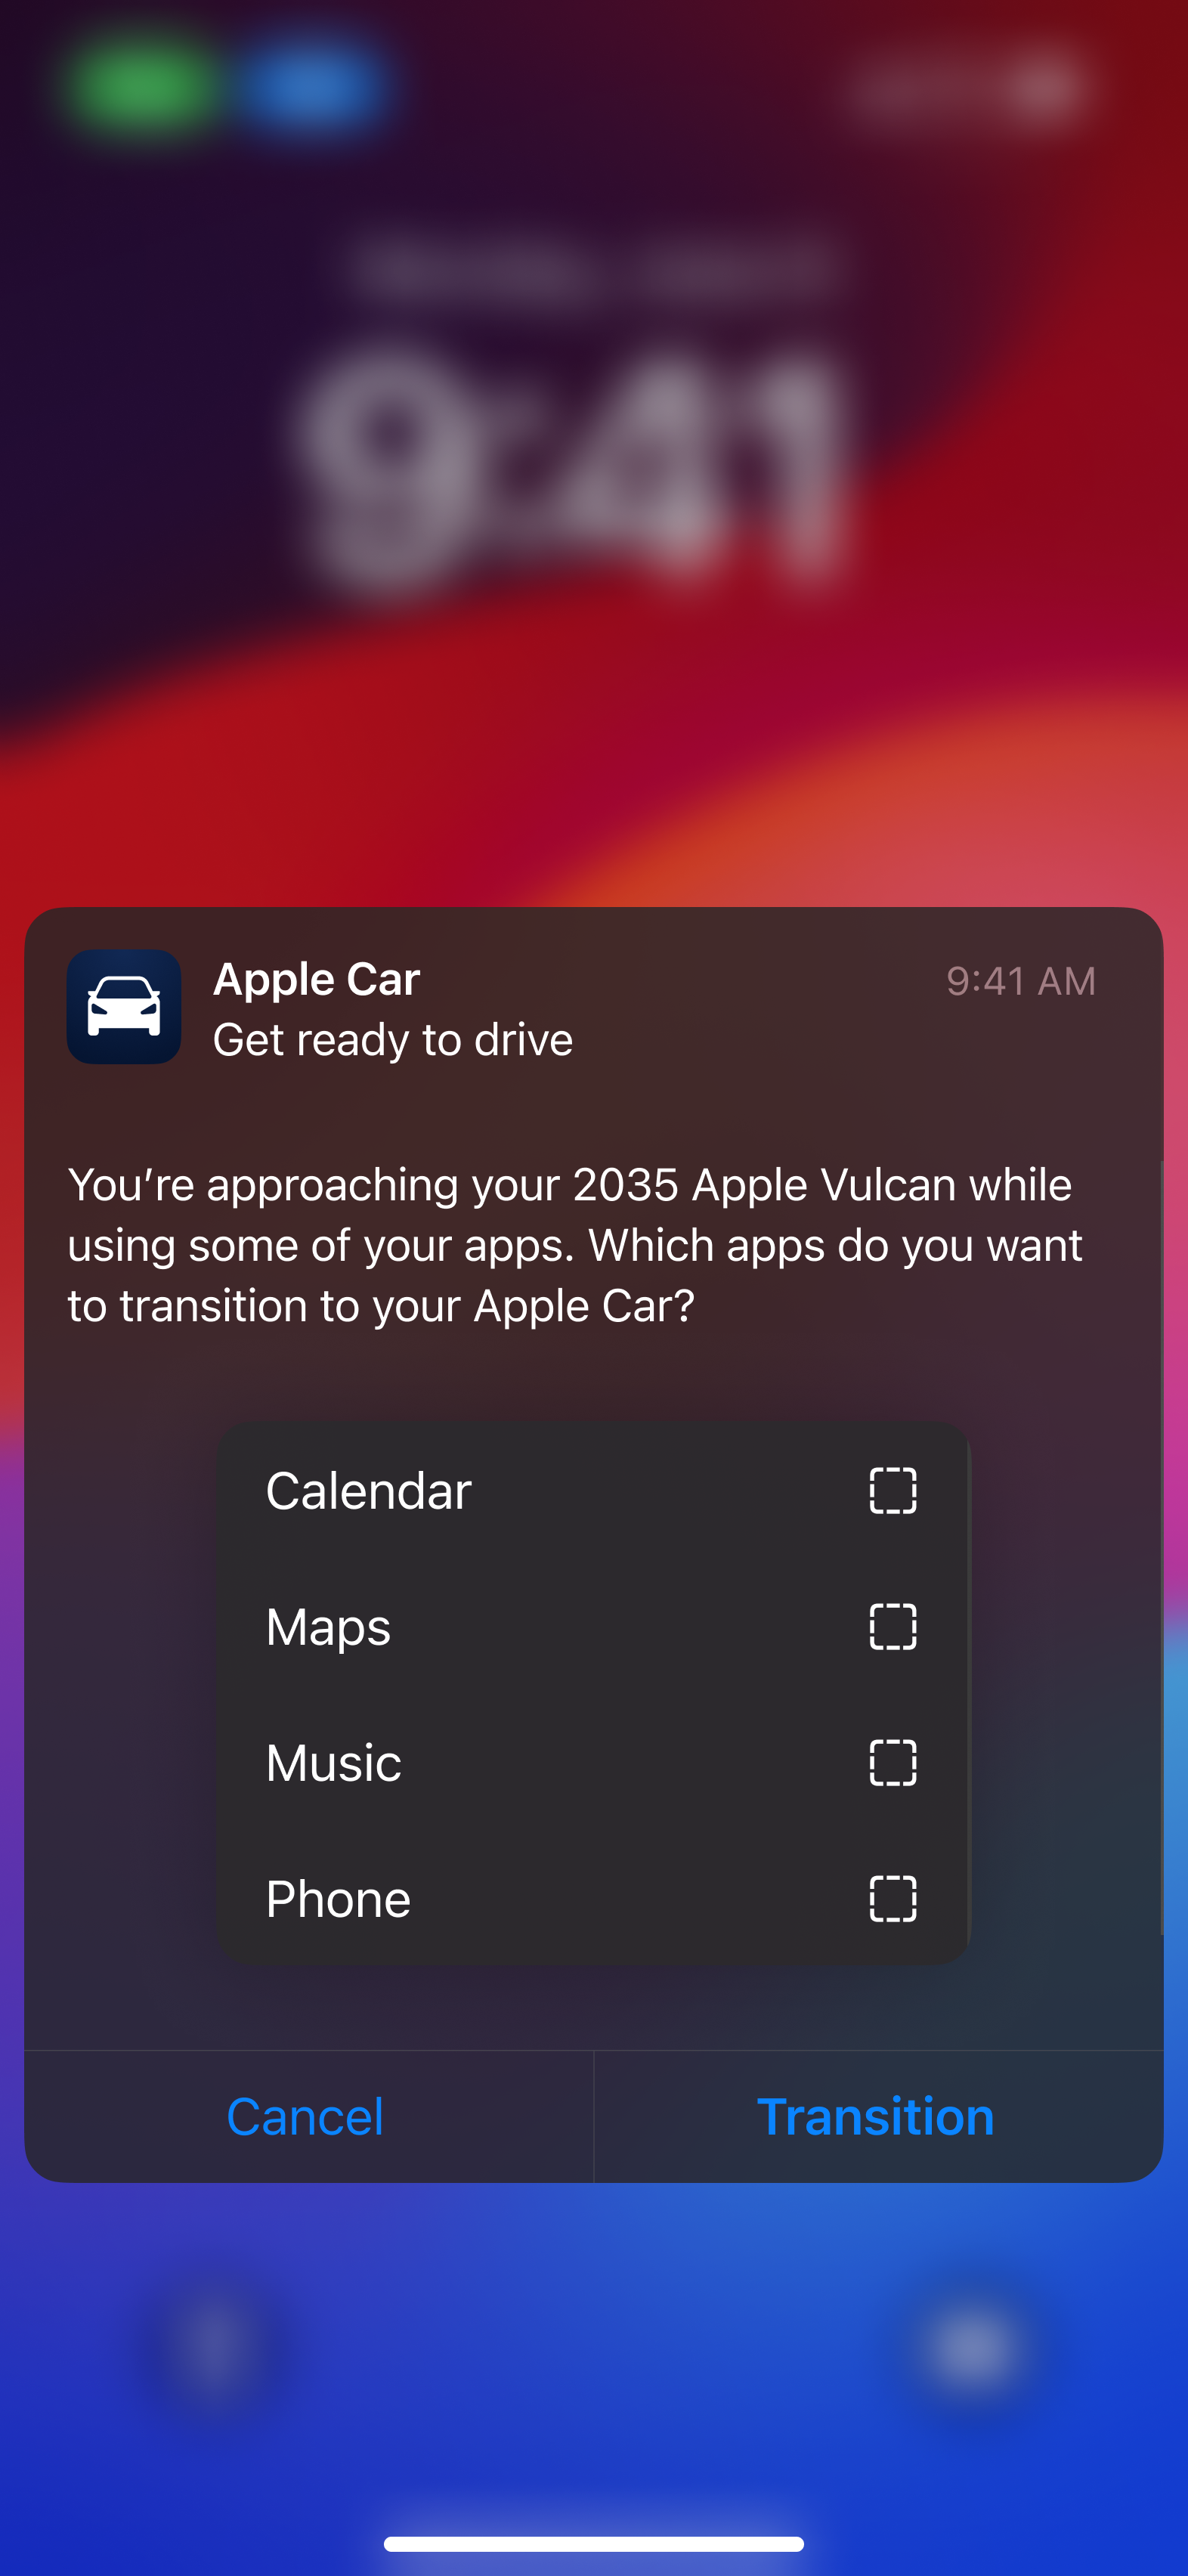 9:41
Apple Car
9:41 AM
Get ready to drive
You’re approaching your 2035 Apple Vulcan while
using some of your apps. Which apps do you want
to transition to your Apple Car?
Calendar
Maps
Music
Phone
Cancel
Transition